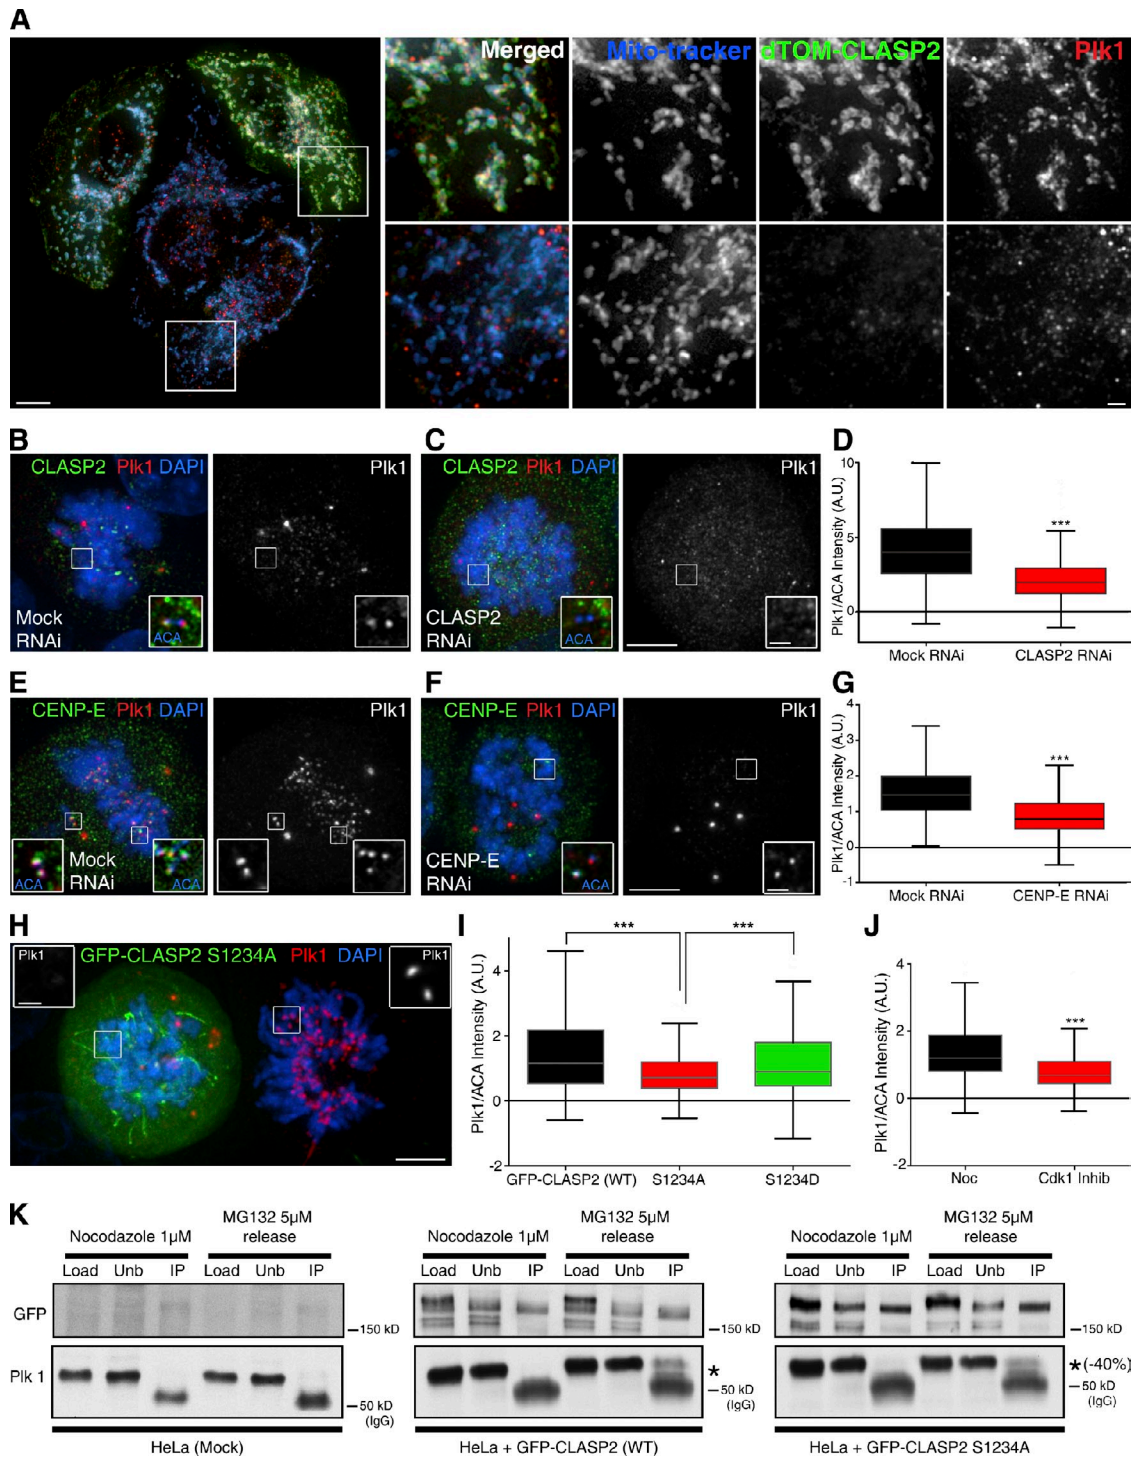 A
Merged
Mito-tracker
dTOM-CLASP2
Plk1
B
CLASP2 Plk1 DAPI
Plk1
Mock
RNAi
ACA
C
CLASP2 Plk1 DAPI
Plk1
CLASP2
RNAi
ACA
D
Plk1/ACA Intensity (A.U.)
10
5
0
***
Mock RNAi
CLASP2 RNAi
E
CENP-E Plk1 DAPI
Plk1
ACA
Mock
RNAi
ACA
F
CENP-E Plk1 DAPI
Plk1
CENP-E
RNAi
ACA
G
Plk1/ACA Intensity (A.U.)
4
3
2
1
0
-1
***
Mock RNAi
CENP-E RNAi
H
Plk1
GFP-CLASP2 S1234A Plk1 DAPI
Plk1
I
Plk1/ACA Intensity (A.U.)
4
2
0
-2
***
***
GFP-CLASP2 (WT)
S1234A
S1234D
J
Plk1/ACA Intensity (A.U.)
4
2
0
-2
***
Noc
Cdk1 Inhib
K
Nocodazole 1µM
MG132 5µM
release
Load Unb IP Load Unb IP
GFP
150 kD
Plk 1
50 kD
(IgG)
HeLa (Mock)
Nocodazole 1µM
MG132 5µM
release
Load Unb IP Load Unb IP
150 kD
*
50 kD
(IgG)
HeLa + GFP-CLASP2 (WT)
Nocodazole 1µM
MG132 5µM
release
Load Unb IP Load Unb IP
150 kD
*(-40%)
50 kD
(IgG)
HeLa + GFP-CLASP2 S1234A